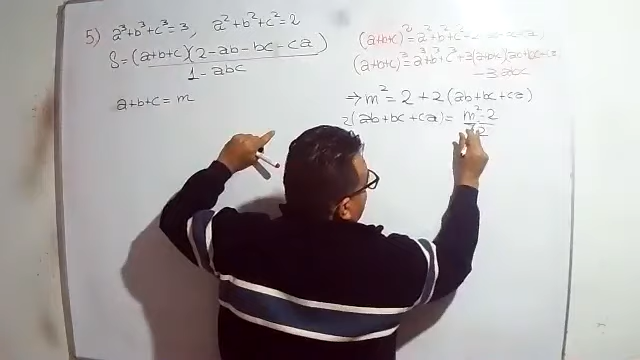 5) a³+b³+c³=3, a²+b²+c²=2
S=(a+b+c)(2-ab-bc-ca)
1-abc
a+b+c=m
(a+b+c)²=a²+b²+c²
(a+b+c)³=a³+b³+c³+3(a+b+c)(ab+bc+ca)
-3abc
⇒m²=2+2(ab+bc+ca)
2(ab+bc+ca)=m²-2
2